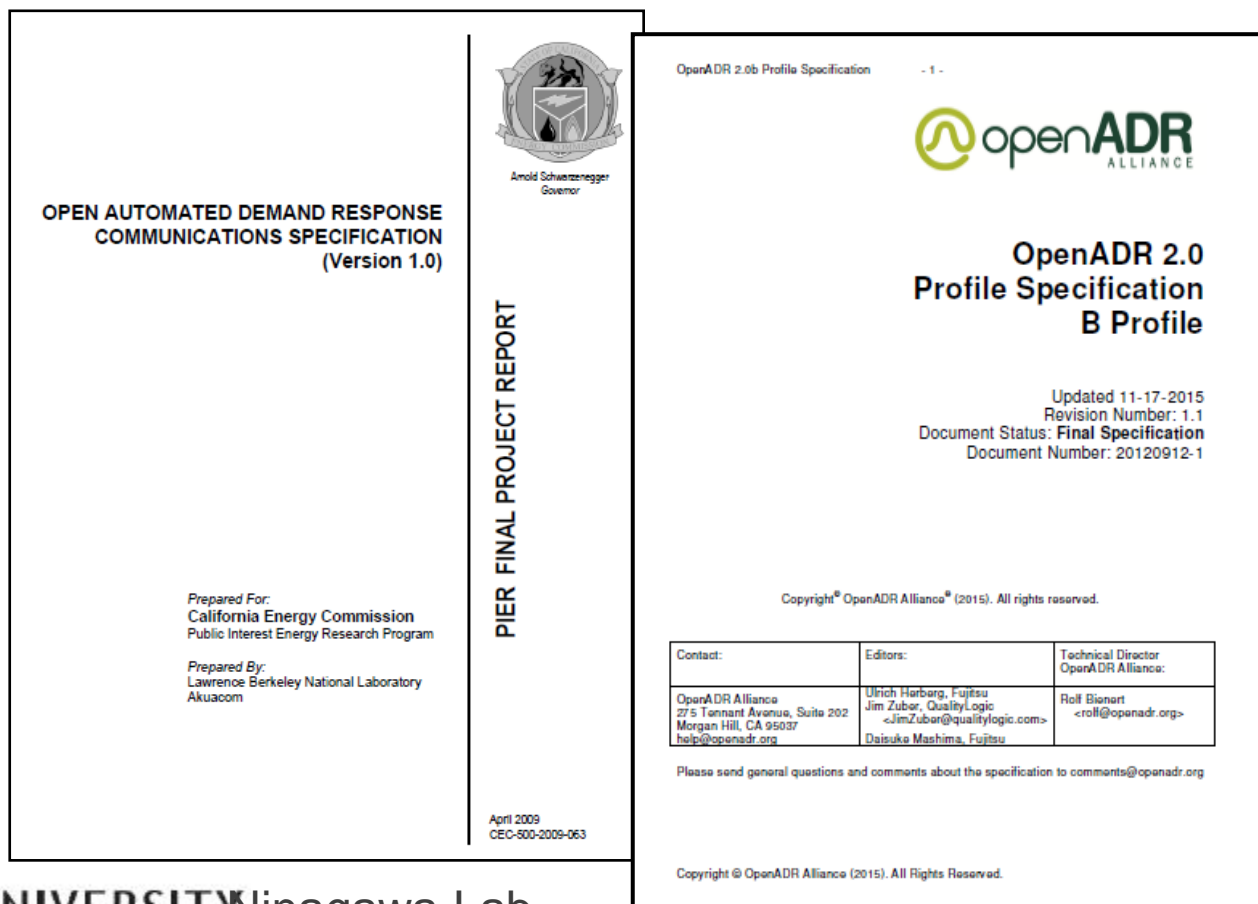 Arnold Schwarzenegger
Governor
OPEN AUTOMATED DEMAND RESPONSE
COMMUNICATIONS SPECIFICATION
(Version 1.0)
PIER FINAL PROJECT REPORT
Prepared For:
California Energy Commission
Public Interest Energy Research Program
Prepared By:
Lawrence Berkeley National Laboratory
Akuacom
April 2009
CEC-500-2009-063
OpenADR 2.0b Profile Specification - 1 -
openADR
ALLIANCE
OpenADR 2.0
Profile Specification
B Profile
Updated 11-17-2015
Revision Number: 1.1
Document Status: Final Specification
Document Number: 20120912-1
Copyright® OpenADR Alliance® (2015). All rights reserved.
Contact:
OpenADR Alliance
275 Tennant Avenue, Suite 202
Morgan Hill, CA 95037
help@openadr.org
Editors:
Ulrich Herberg, Fujitsu
Jim Zuber, QualityLogic
<JimZuber@qualitylogic.com>
Daisuke Mashima, Fujitsu
Technical Director
OpenADR Alliance:
Rolf Bienert
<rolf@openadr.org>
Please send general questions and comments about the specification to comments@openadr.org
Copyright © OpenADR Alliance (2015). All Rights Reserved.